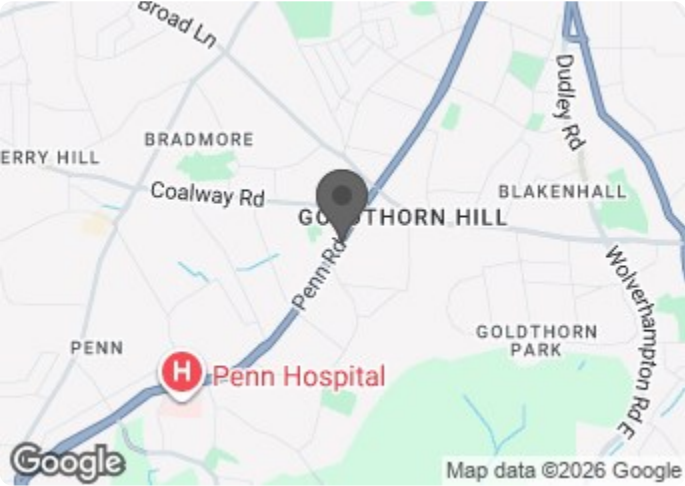 Broad Ln
Dudley Rd
BRADMORE
ERRY HILL
Coalway Rd
BLAKENHALL
GOLDTHORN HILL
Penn Rd
Wolverhampton Rd E
GOLDTHORN
PARK
PENN
H
Penn Hospital
Google
Map data ©2026 Google